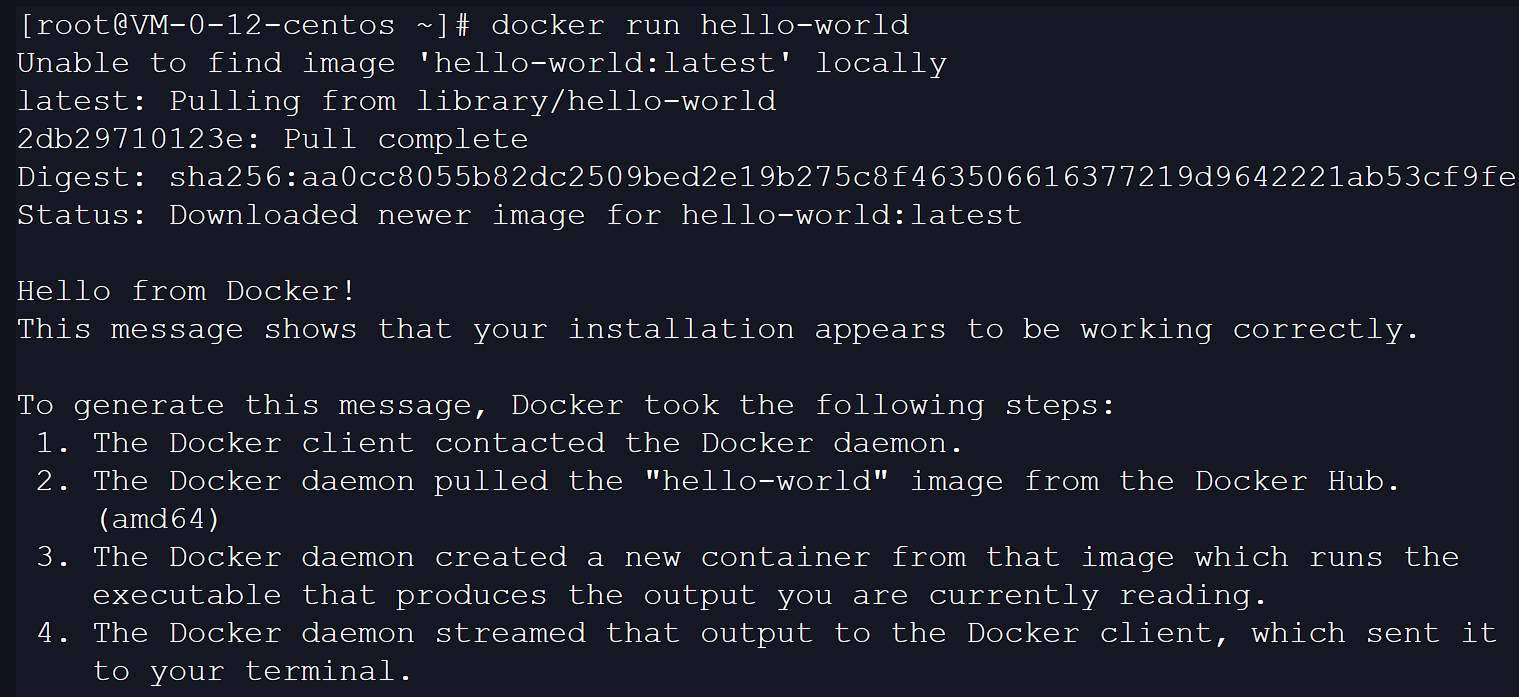 [root@VM-0-12-centos ~]# docker run hello-world
Unable to find image 'hello-world:latest' locally
latest: Pulling from library/hello-world
2db29710123e: Pull complete
Digest: sha256:aa0cc8055b82dc2509bed2e19b275c8f463506616377219d9642221ab53cf9fe
Status: Downloaded newer image for hello-world:latest
Hello from Docker!
This message shows that your installation appears to be working correctly.
To generate this message, Docker took the following steps:
1. The Docker client contacted the Docker daemon.
2. The Docker daemon pulled the "hello-world" image from the Docker Hub.
(amd64)
3. The Docker daemon created a new container from that image which runs the
executable that produces the output you are currently reading.
4. The Docker daemon streamed that output to the Docker client, which sent it
to your terminal.